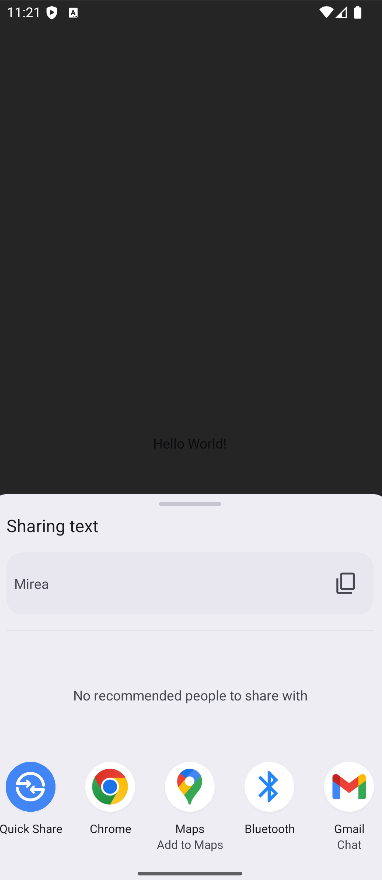 11:21
Hello World!
Sharing text
Mirea
No recommended people to share with
Quick Share
Chrome
Maps
Add to Maps
Bluetooth
Gmail
Chat